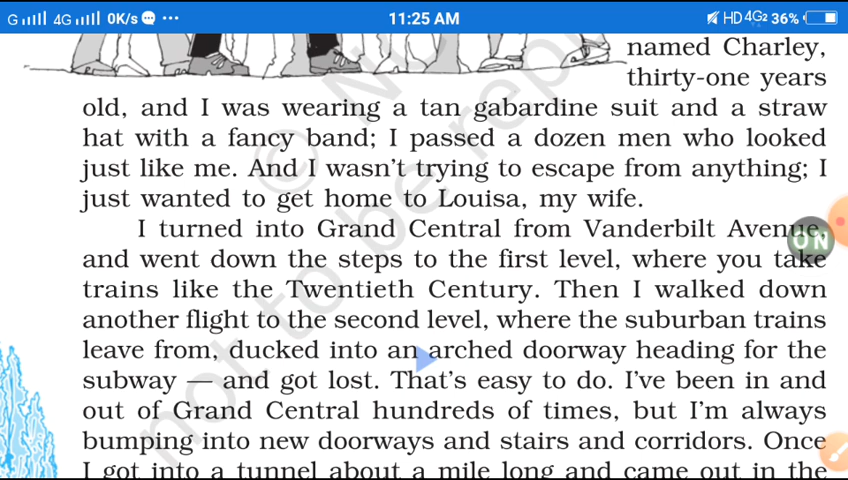 G 4G 0K/s 11:25 AM HD 4G2 36%
named Charley,
thirty-one years
old, and I was wearing a tan gabardine suit and a straw
hat with a fancy band; I passed a dozen men who looked
just like me. And I wasn't trying to escape from anything; I
just wanted to get home to Louisa, my wife.
I turned into Grand Central from Vanderbilt Avenue,
and went down the steps to the first level, where you take
trains like the Twentieth Century. Then I walked down
another flight to the second level, where the suburban trains
leave from, ducked into an arched doorway heading for the
subway — and got lost. That's easy to do. I've been in and
out of Grand Central hundreds of times, but I'm always
bumping into new doorways and stairs and corridors. Once
I got into a tunnel about a mile long and came out in the
ON
© N
not to be repu